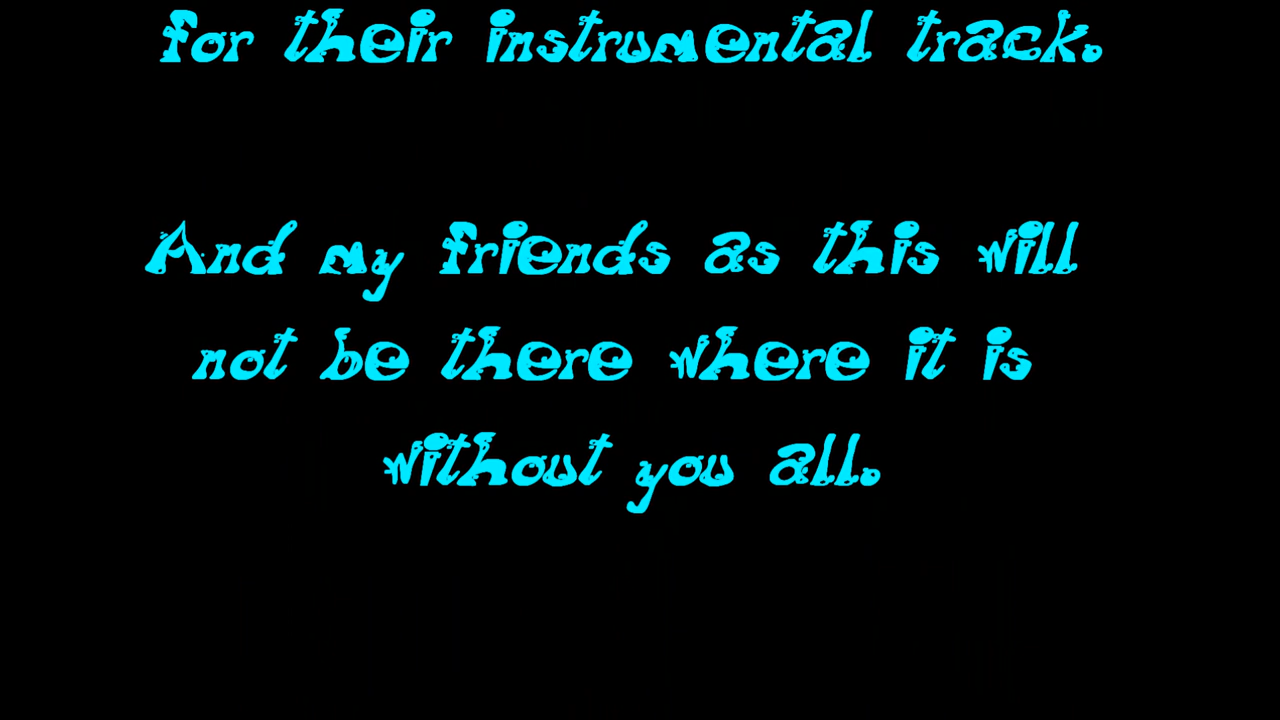 for their instrumental track.
And my friends as this will
not be there where it is
without you all.